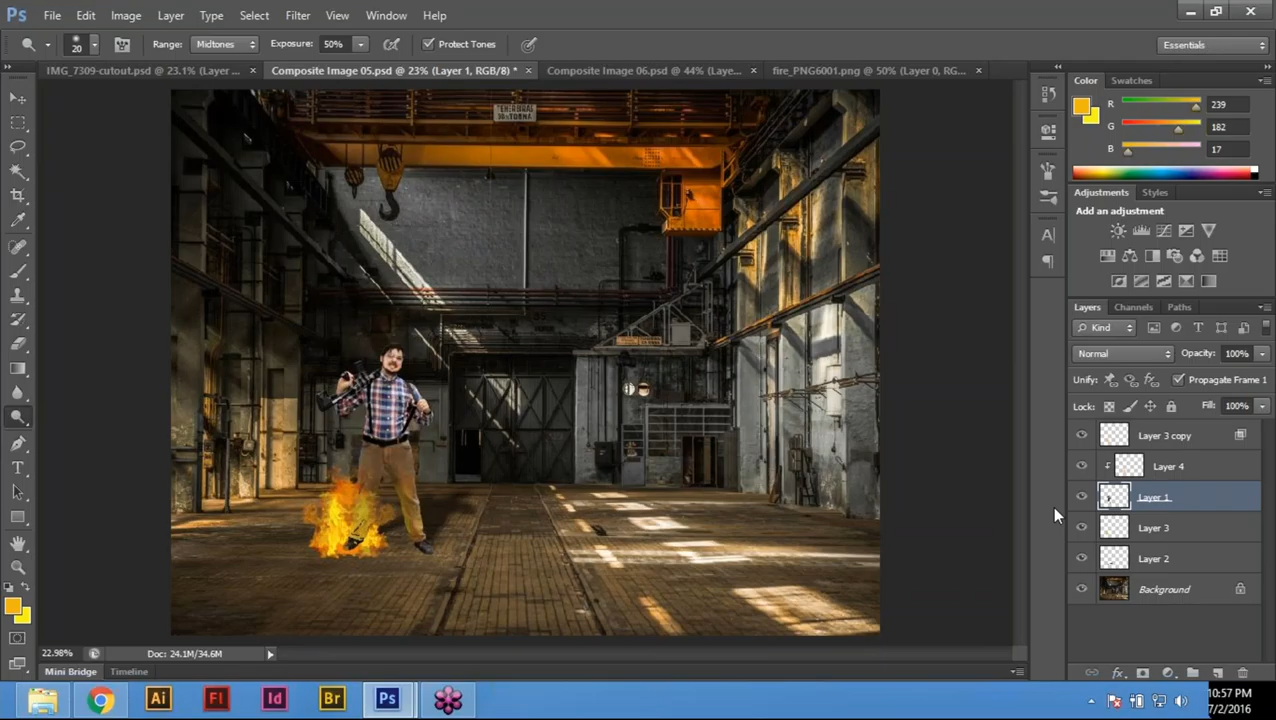 Ps File Edit Image Layer Type Select Filter View Window Help
20 Range: Midtones Exposure: 50% Protect Tones Essentials
IMG_7309-cutout.psd @ 23.1% (Layer ... × Composite Image 05.psd @ 23% (Layer 1, RGB/8) * × Composite Image 06.psd @ 44% (Laye... × fire_PNG6001.png @ 50% (Layer 0, RG... ×
Color Swatches
R 239
G 182
B 17
Adjustments Styles
Add an adjustment
Layers Channels Paths
Kind
Normal Opacity: 100%
Unify: Propagate Frame 1
Lock: Fill: 100%
Layer 3 copy
Layer 4
Layer 1
Layer 3
Layer 2
Background
22.98% Doc: 24.1M/34.6M
Mini Bridge Timeline
Ai Fl Id Br Ps
10:57 PM
7/2/2016